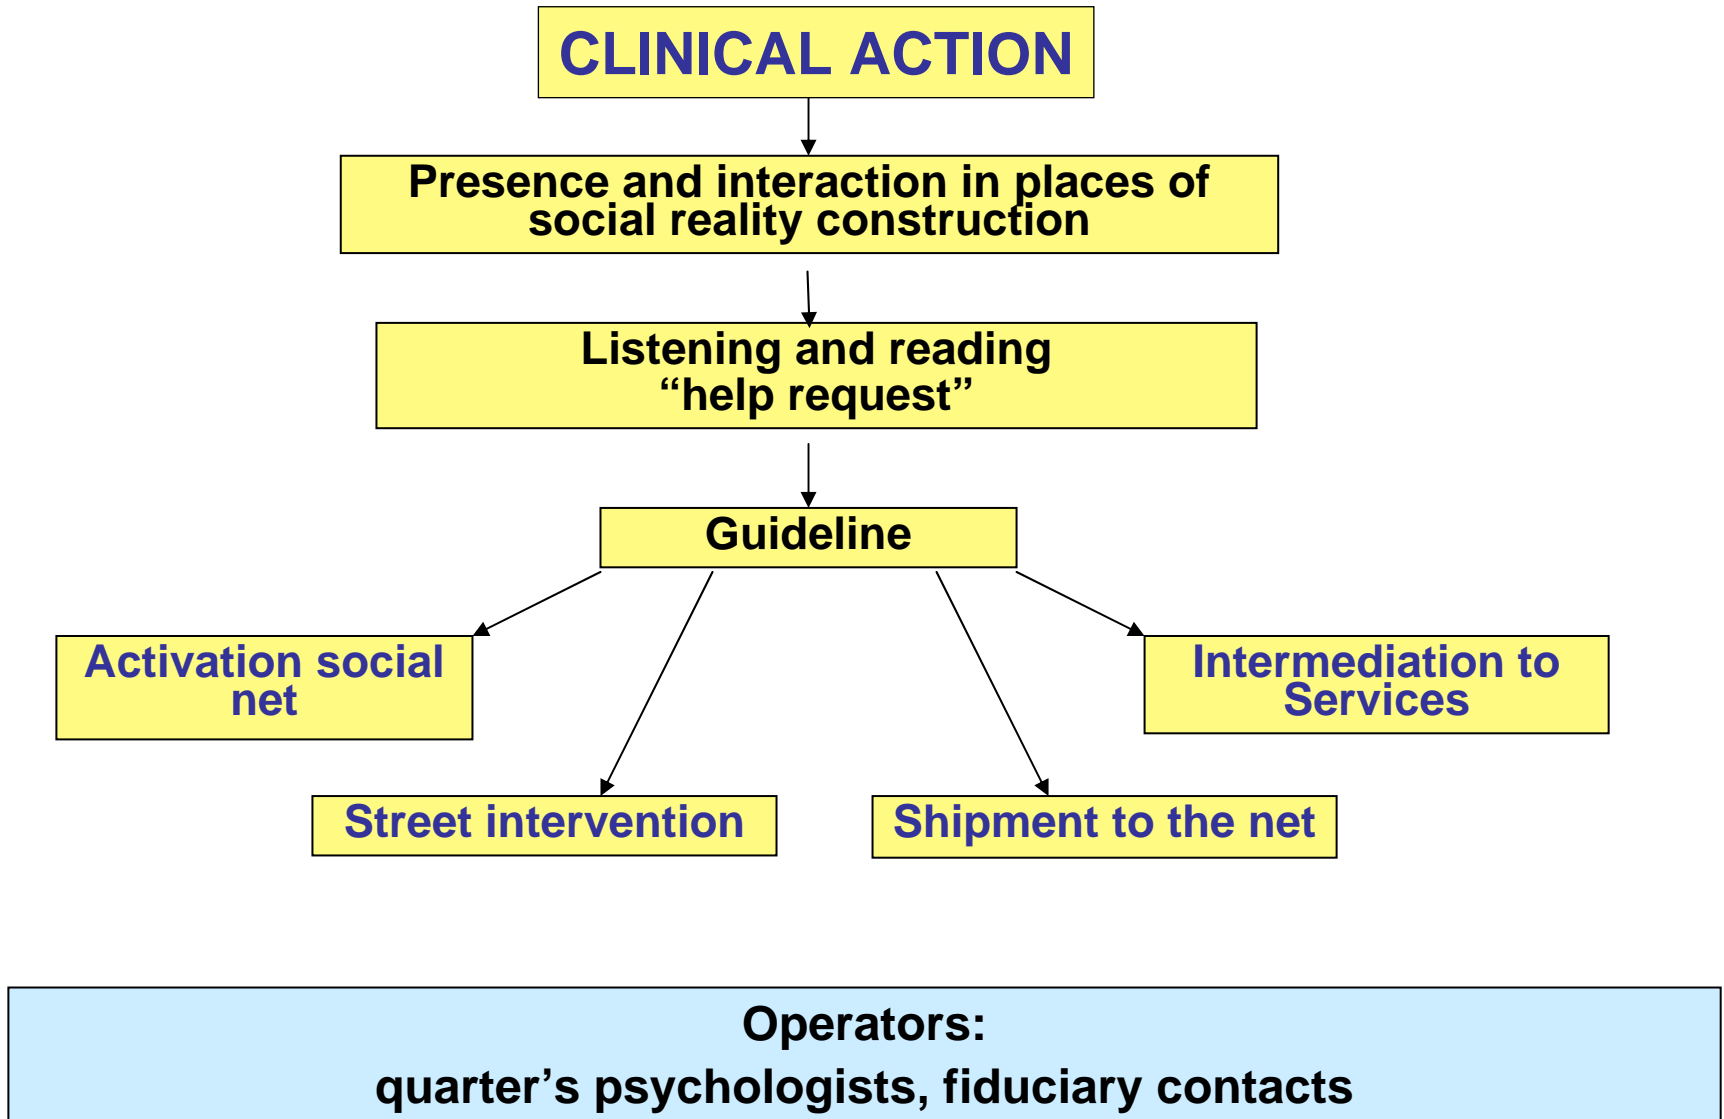 CLINICAL ACTION
Presence and interaction in places of
social reality construction
Listening and reading
“help request”
Guideline
Activation social
net
Intermediation to
Services
Street intervention
Shipment to the net
Operators:
quarter’s psychologists, fiduciary contacts